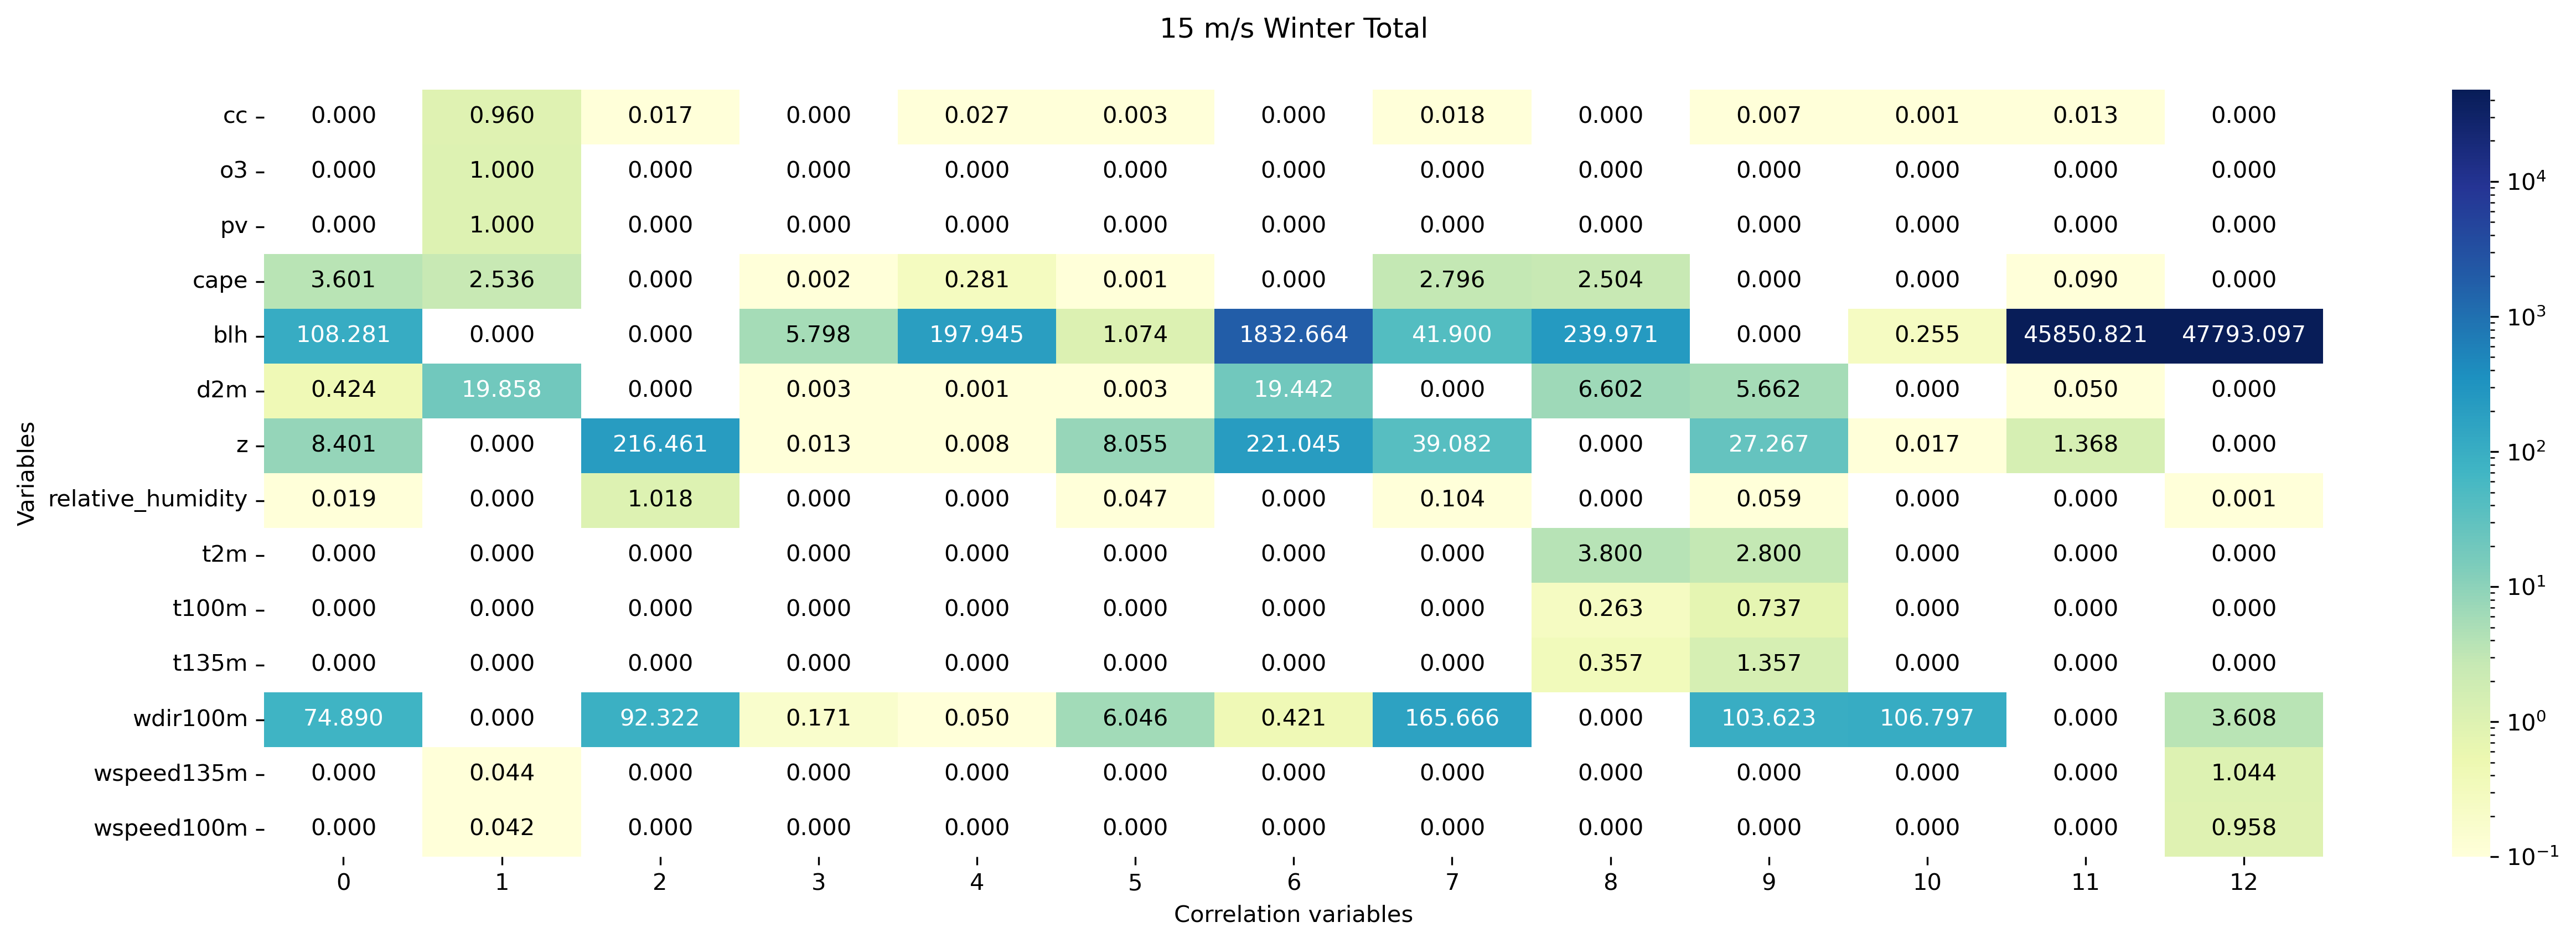 15 m/s Winter Total
cc 0.000 0.960 0.017 0.000 0.027 0.003 0.000 0.018 0.000 0.007 0.001 0.013 0.000
o3 0.000 1.000 0.000 0.000 0.000 0.000 0.000 0.000 0.000 0.000 0.000 0.000 0.000
pv 0.000 1.000 0.000 0.000 0.000 0.000 0.000 0.000 0.000 0.000 0.000 0.000 0.000
cape 3.601 2.536 0.000 0.002 0.281 0.001 0.000 2.796 2.504 0.000 0.000 0.090 0.000
blh 108.281 0.000 0.000 5.798 197.945 1.074 1832.664 41.900 239.971 0.000 0.255 45850.821 47793.097
d2m 0.424 19.858 0.000 0.003 0.001 0.003 19.442 0.000 6.602 5.662 0.000 0.050 0.000
z 8.401 0.000 216.461 0.013 0.008 8.055 221.045 39.082 0.000 27.267 0.017 1.368 0.000
relative_humidity 0.019 0.000 1.018 0.000 0.000 0.047 0.000 0.104 0.000 0.059 0.000 0.000 0.001
t2m 0.000 0.000 0.000 0.000 0.000 0.000 0.000 0.000 3.800 2.800 0.000 0.000 0.000
t100m 0.000 0.000 0.000 0.000 0.000 0.000 0.000 0.000 0.263 0.737 0.000 0.000 0.000
t135m 0.000 0.000 0.000 0.000 0.000 0.000 0.000 0.000 0.357 1.357 0.000 0.000 0.000
wdir100m 74.890 0.000 92.322 0.171 0.050 6.046 0.421 165.666 0.000 103.623 106.797 0.000 3.608
wspeed135m 0.000 0.044 0.000 0.000 0.000 0.000 0.000 0.000 0.000 0.000 0.000 0.000 1.044
wspeed100m 0.000 0.042 0.000 0.000 0.000 0.000 0.000 0.000 0.000 0.000 0.000 0.000 0.958
0 1 2 3 4 5 6 7 8 9 10 11 12
Correlation variables
Variables
10⁴
10³
10²
10¹
10⁰
10⁻¹